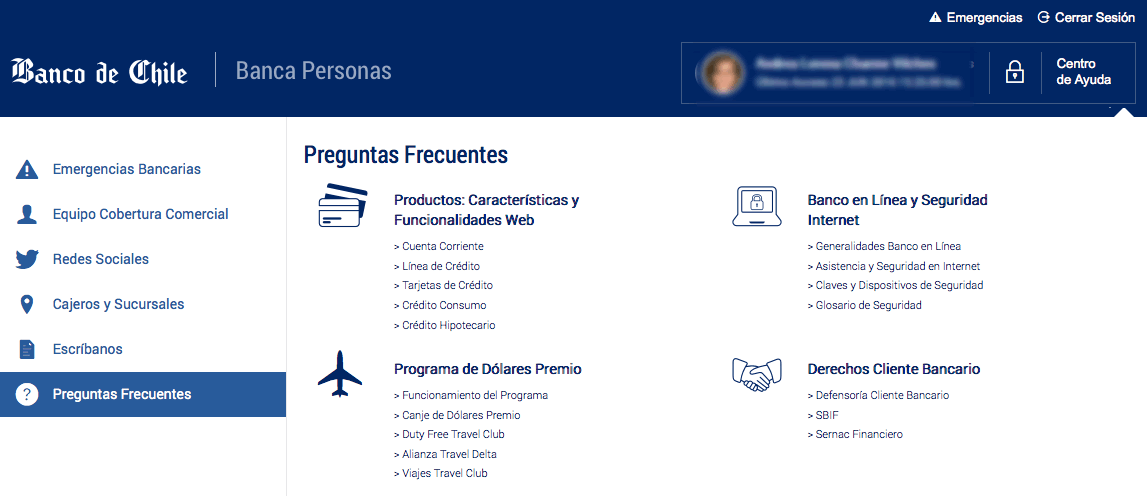 Emergencias
Cerrar Sesión
Banco de Chile
Banca Personas
Centro
de Ayuda
Emergencias Bancarias
Equipo Cobertura Comercial
Redes Sociales
Cajeros y Sucursales
Escríbanos
? Preguntas Frecuentes
Preguntas Frecuentes
Productos: Características y
Funcionalidades Web
> Cuenta Corriente
> Línea de Crédito
> Tarjetas de Crédito
> Crédito Consumo
> Crédito Hipotecario
Banco en Línea y Seguridad
Internet
> Generalidades Banco en Línea
> Asistencia y Seguridad en Internet
> Claves y Dispositivos de Seguridad
> Glosario de Seguridad
Programa de Dólares Premio
> Funcionamiento del Programa
> Canje de Dólares Premio
> Duty Free Travel Club
> Alianza Travel Delta
> Viajes Travel Club
Derechos Cliente Bancario
> Defensoría Cliente Bancario
> SBIF
> Sernac Financiero